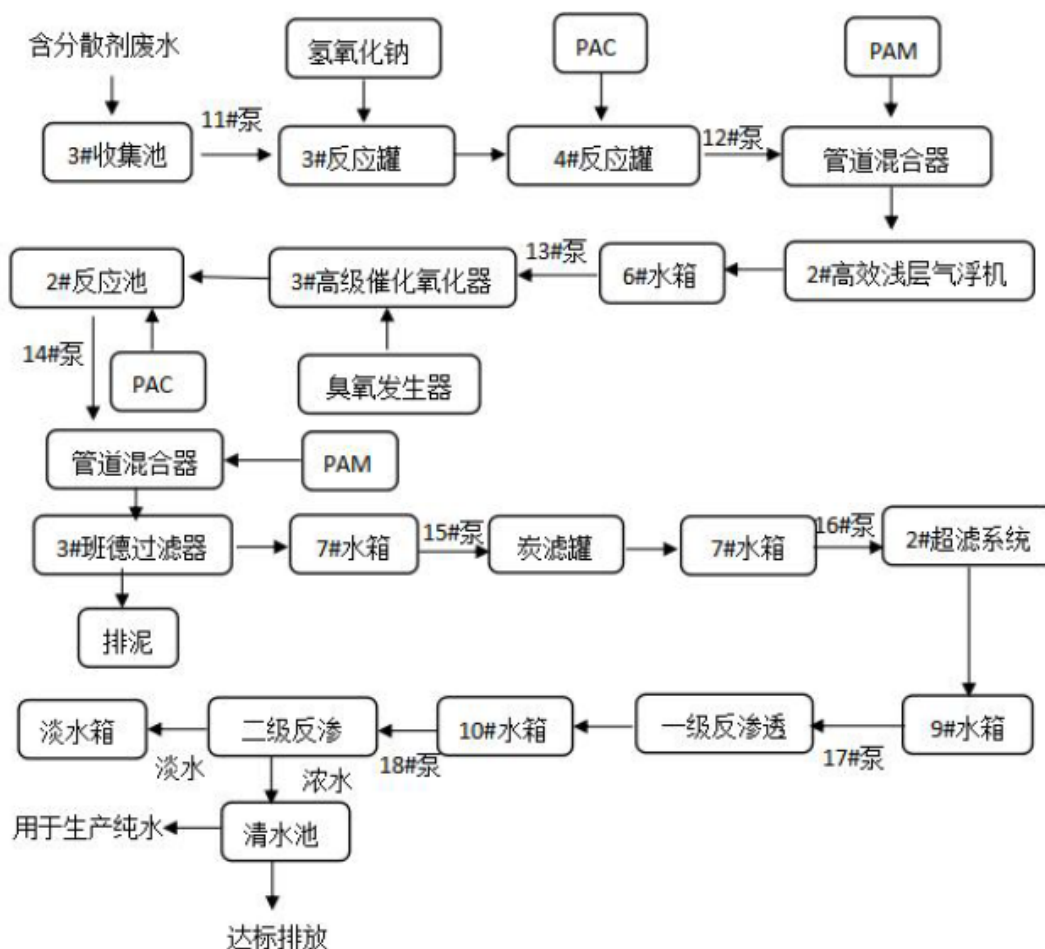 含分散剂废水
氢氧化钠
PAC
PAM
11#泵
12#泵
3#收集池
3#反应罐
4#反应罐
管道混合器
13#泵
2#反应池
3#高级催化氧化器
6#水箱
2#高效浅层气浮机
14#泵
PAC
臭氧发生器
管道混合器
PAM
15#泵
16#泵
3#班德过滤器
7#水箱
炭滤罐
7#水箱
2#超滤系统
排泥
淡水箱
二级反渗
10#水箱
一级反渗透
9#水箱
淡水
浓水
18#泵
17#泵
用于生产纯水
清水池
达标排放